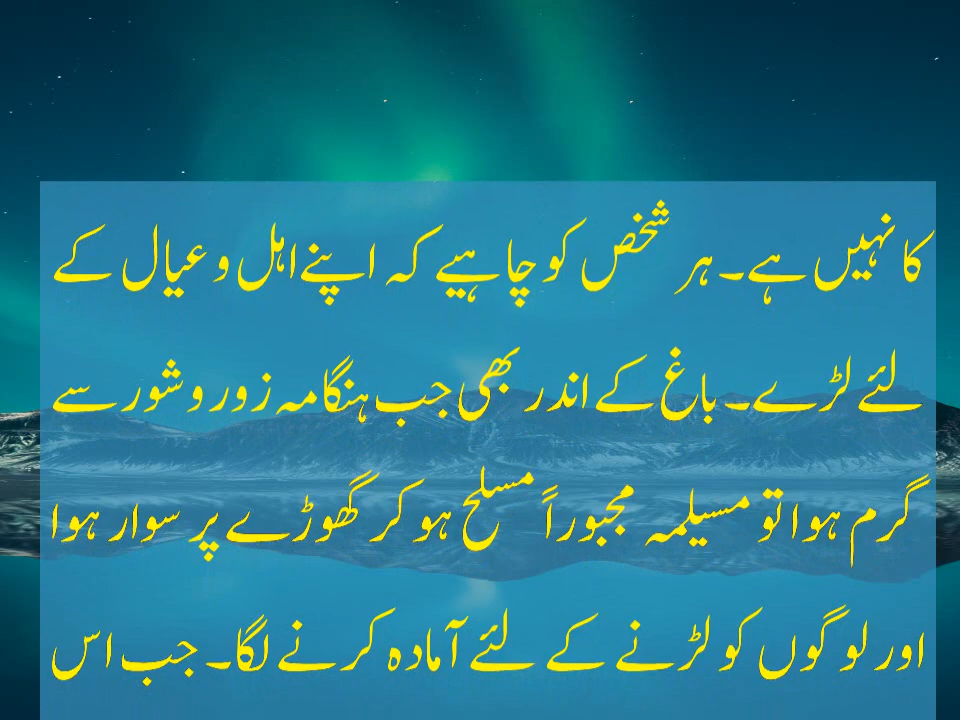 کا نہیں ہے۔ ہر شخص کو چاہیے کہ اپنے اہل و عیال کے
لئے لڑے۔ باغ کے اندر بھی جب ہنگامہ زور و شور سے
گرم ہوا تو مسیلمہ مجبوراً مسلح ہو کر گھوڑے پر سوار ہوا
اور لوگوں کو لڑنے کے لئے آمادہ کرنے لگا۔ جب اس